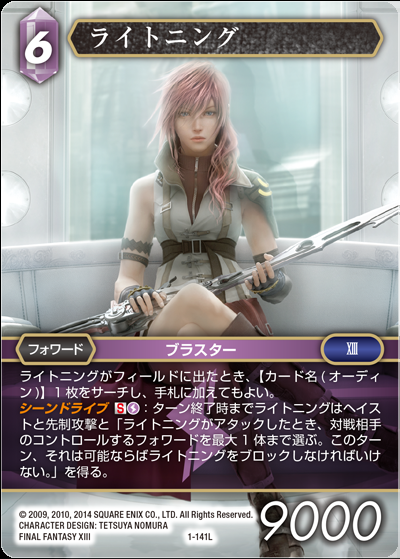 6
ライトニング
フォワード
ブラスター
XIII
ライトニングがフィールドに出たとき、【カード名(オーディ
ン)】1枚をサーチし、手札に加えてもよい。
シーンドライブ S:ターン終了時までライトニングはヘイス
トと先制攻撃と「ライトニングがアタックしたとき、対戦相手
のコントロールするフォワードを最大1体まで選ぶ。このター
ン、それは可能ならばライトニングをブロックしなければいけ
ない。」を得る。
© 2009, 2010, 2014 SQUARE ENIX CO., LTD. All Rights Reserved.
CHARACTER DESIGN: TETSUYA NOMURA
FINAL FANTASY XIII
1-141L
9000